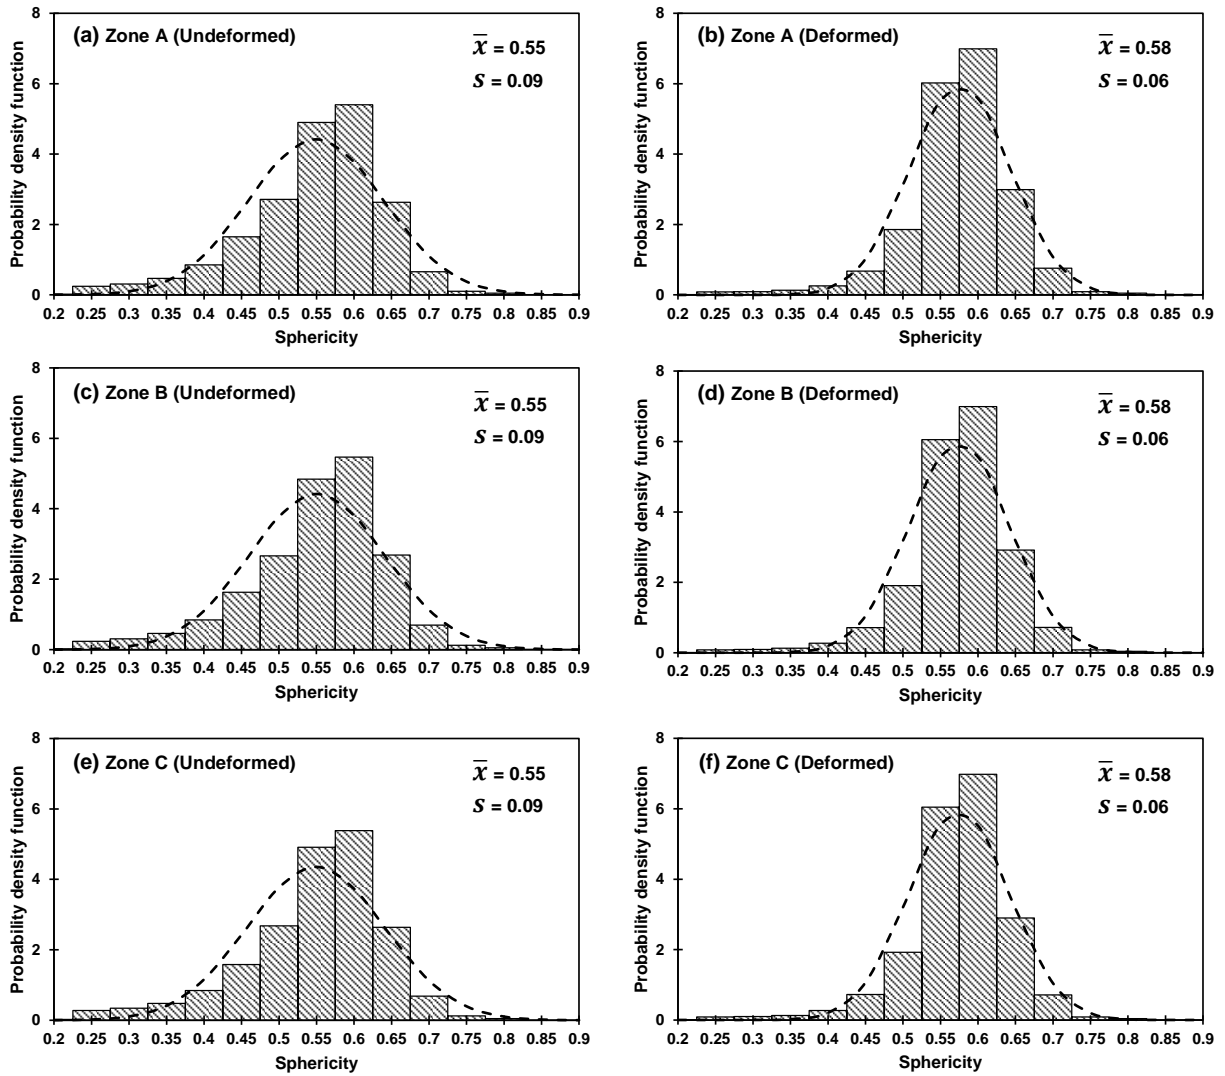 (a) Zone A (Undeformed)
x̄ = 0.55
s = 0.09
Probability density function
8
6
4
2
0
0.2 0.25 0.3 0.35 0.4 0.45 0.5 0.55 0.6 0.65 0.7 0.75 0.8 0.85 0.9
Sphericity
(b) Zone A (Deformed)
x̄ = 0.58
s = 0.06
Probability density function
8
6
4
2
0
0.2 0.25 0.3 0.35 0.4 0.45 0.5 0.55 0.6 0.65 0.7 0.75 0.8 0.85 0.9
Sphericity
(c) Zone B (Undeformed)
x̄ = 0.55
s = 0.09
Probability density function
8
6
4
2
0
0.2 0.25 0.3 0.35 0.4 0.45 0.5 0.55 0.6 0.65 0.7 0.75 0.8 0.85 0.9
Sphericity
(d) Zone B (Deformed)
x̄ = 0.58
s = 0.06
Probability density function
8
6
4
2
0
0.2 0.25 0.3 0.35 0.4 0.45 0.5 0.55 0.6 0.65 0.7 0.75 0.8 0.85 0.9
Sphericity
(e) Zone C (Undeformed)
x̄ = 0.55
s = 0.09
Probability density function
8
6
4
2
0
0.2 0.25 0.3 0.35 0.4 0.45 0.5 0.55 0.6 0.65 0.7 0.75 0.8 0.85 0.9
Sphericity
(f) Zone C (Deformed)
x̄ = 0.58
s = 0.06
Probability density function
8
6
4
2
0
0.2 0.25 0.3 0.35 0.4 0.45 0.5 0.55 0.6 0.65 0.7 0.75 0.8 0.85 0.9
Sphericity